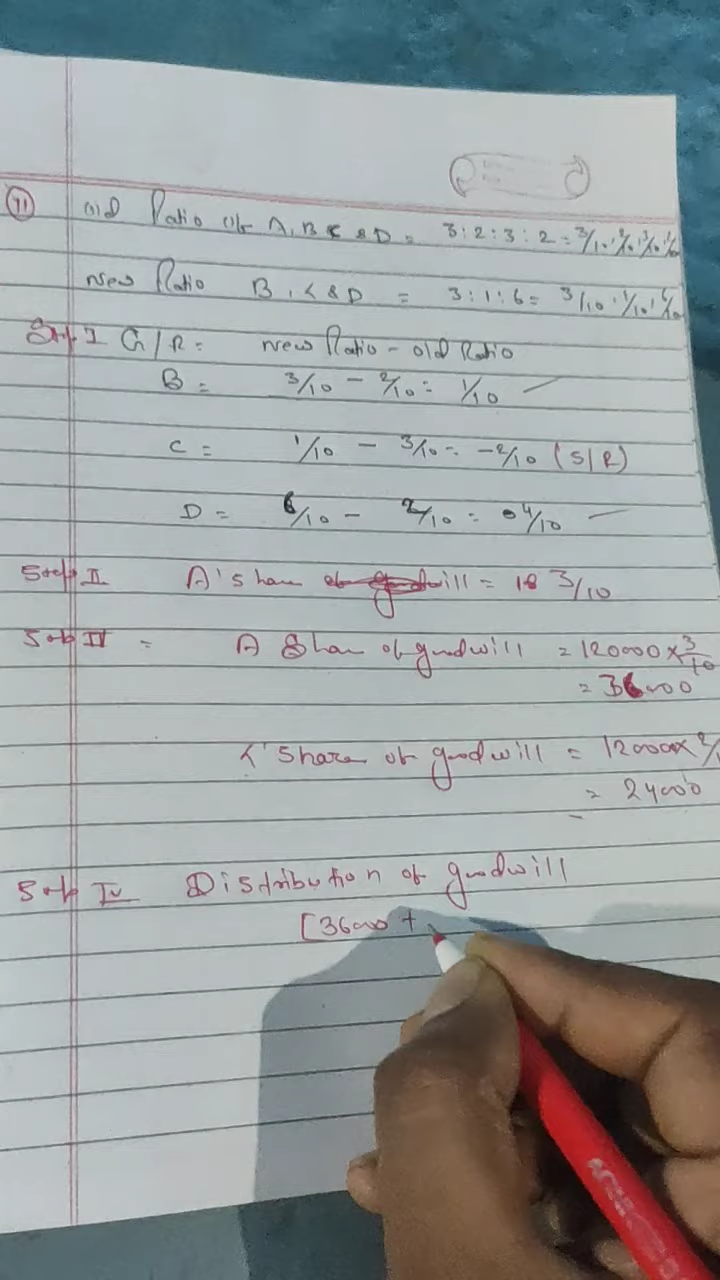 11 Old Ratio of A, B C & D = 3:2:3:2 = 3/10, 2/10, 3/10, 2/10
New Ratio B, C & D = 3:1:6 = 3/10, 1/10, 6/10
Step I G/R = New Ratio - old Ratio
B = 3/10 - 2/10 = 1/10
C = 1/10 - 3/10 = -2/10 (S/R)
D = 6/10 - 2/10 = 4/10
Step II A's share = 3/10
Step III = A Share of goodwill = 120000 × 3/10
= 36000
C's Share of goodwill = 120000 × 2/
= 24000
Step IV Distribution of goodwill
[36000 +